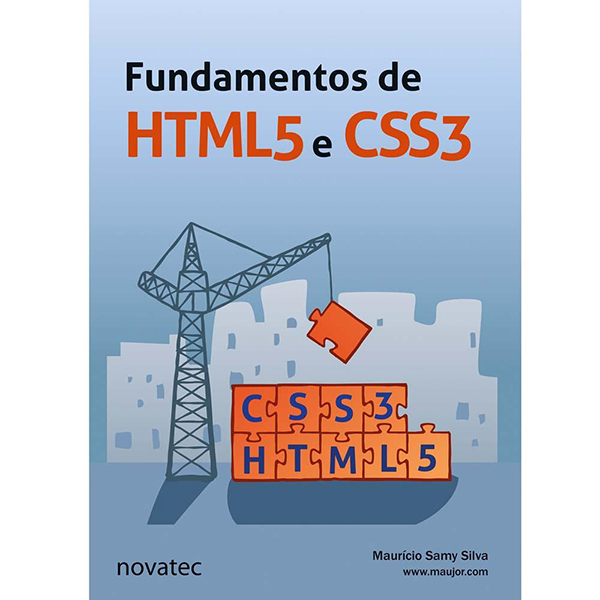 Fundamentos de
HTML5 e CSS3
CSS3
HTML5
Maurício Samy Silva
www.maujor.com
novatec